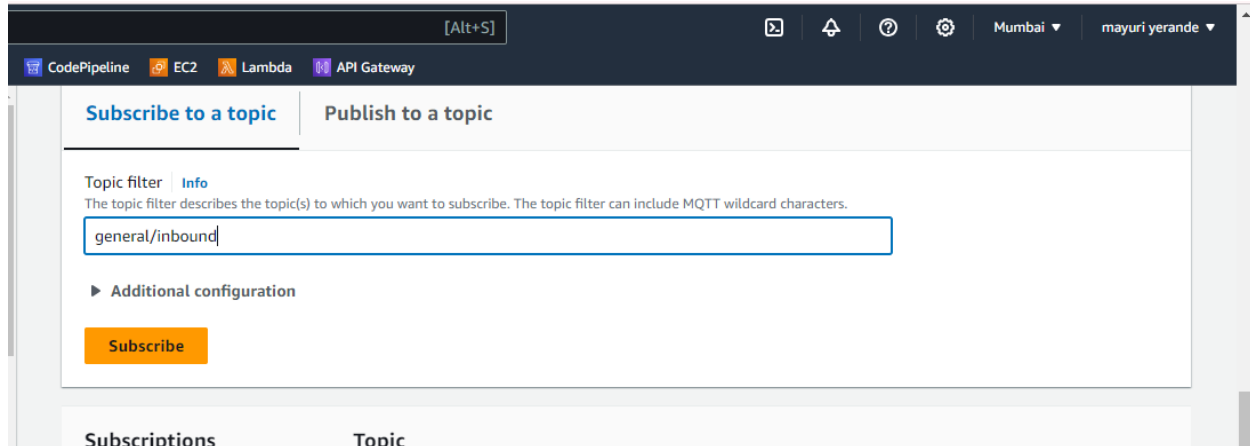 [Alt+S]
Mumbai ▼
mayuri yerande ▼
CodePipeline EC2 Lambda API Gateway
Subscribe to a topic Publish to a topic
Topic filter Info
The topic filter describes the topic(s) to which you want to subscribe. The topic filter can include MQTT wildcard characters.
general/inbound
Additional configuration
Subscribe
Subscriptions Topic